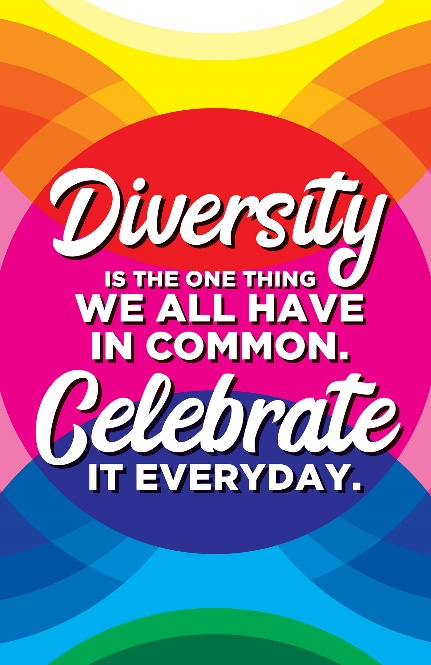 Diversity
IS THE ONE THING
WE ALL HAVE
IN COMMON.
Celebrate
IT EVERYDAY.